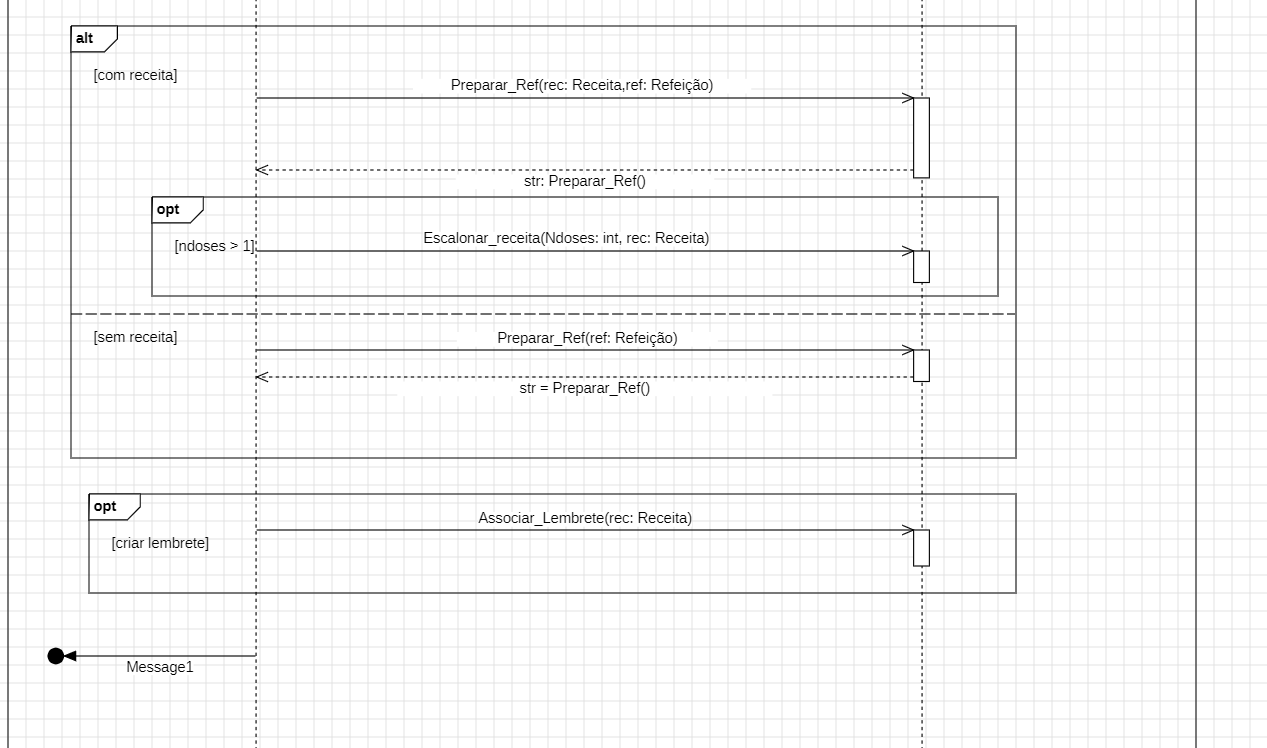 alt
[com receita]
Preparar_Ref(rec: Receita,ref: Refeição)
str: Preparar_Ref()
opt
[ndoses > 1]
Escalonar_receita(Ndoses: int, rec: Receita)
[sem receita]
Preparar_Ref(ref: Refeição)
str = Preparar_Ref()
opt
Associar_Lembrete(rec: Receita)
[criar lembrete]
Message1